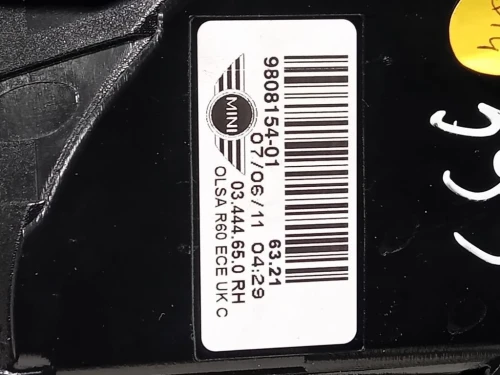 9808154-01
63.21
07/06/11 04:29
MINI
03.444.65.0 RH
OLSA R60 ECE UK C